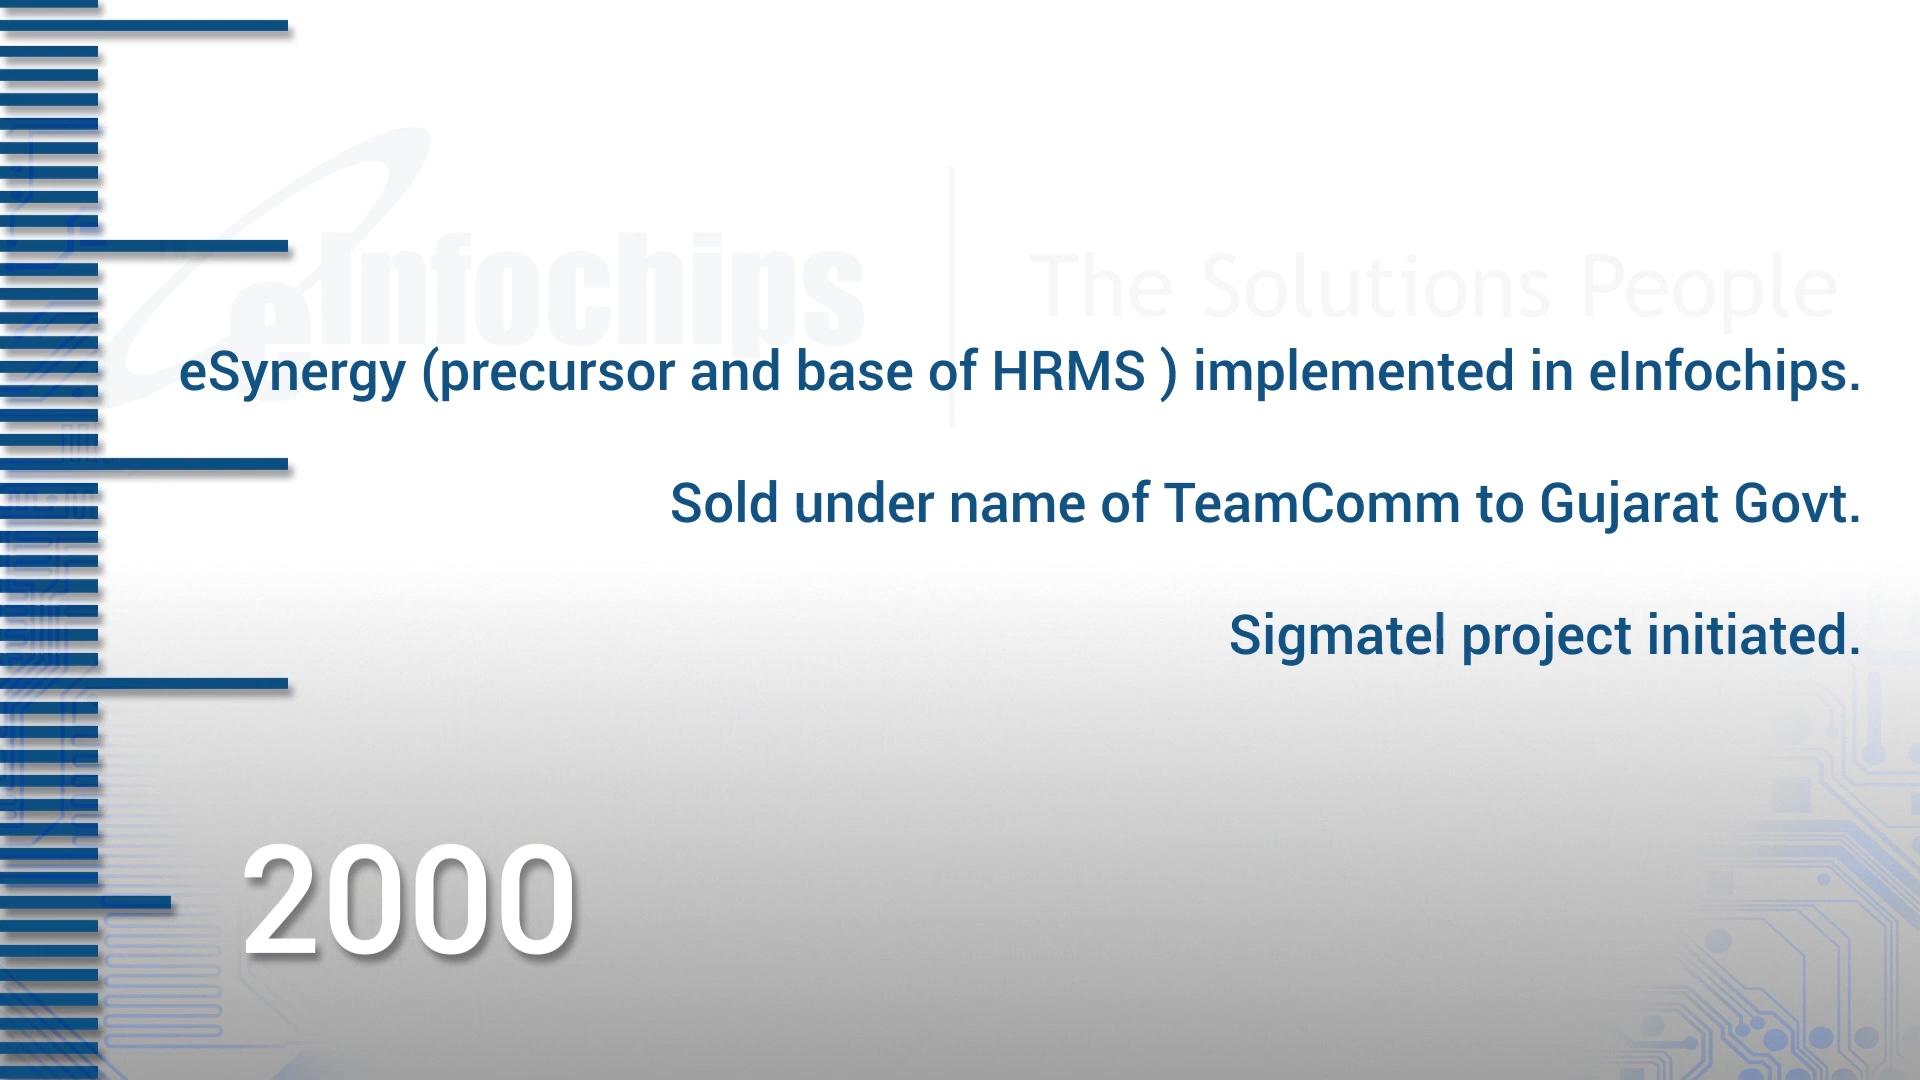 eInfochips
The Solutions People
eSynergy (precursor and base of HRMS ) implemented in eInfochips.
Sold under name of TeamComm to Gujarat Govt.
Sigmatel project initiated.
2000